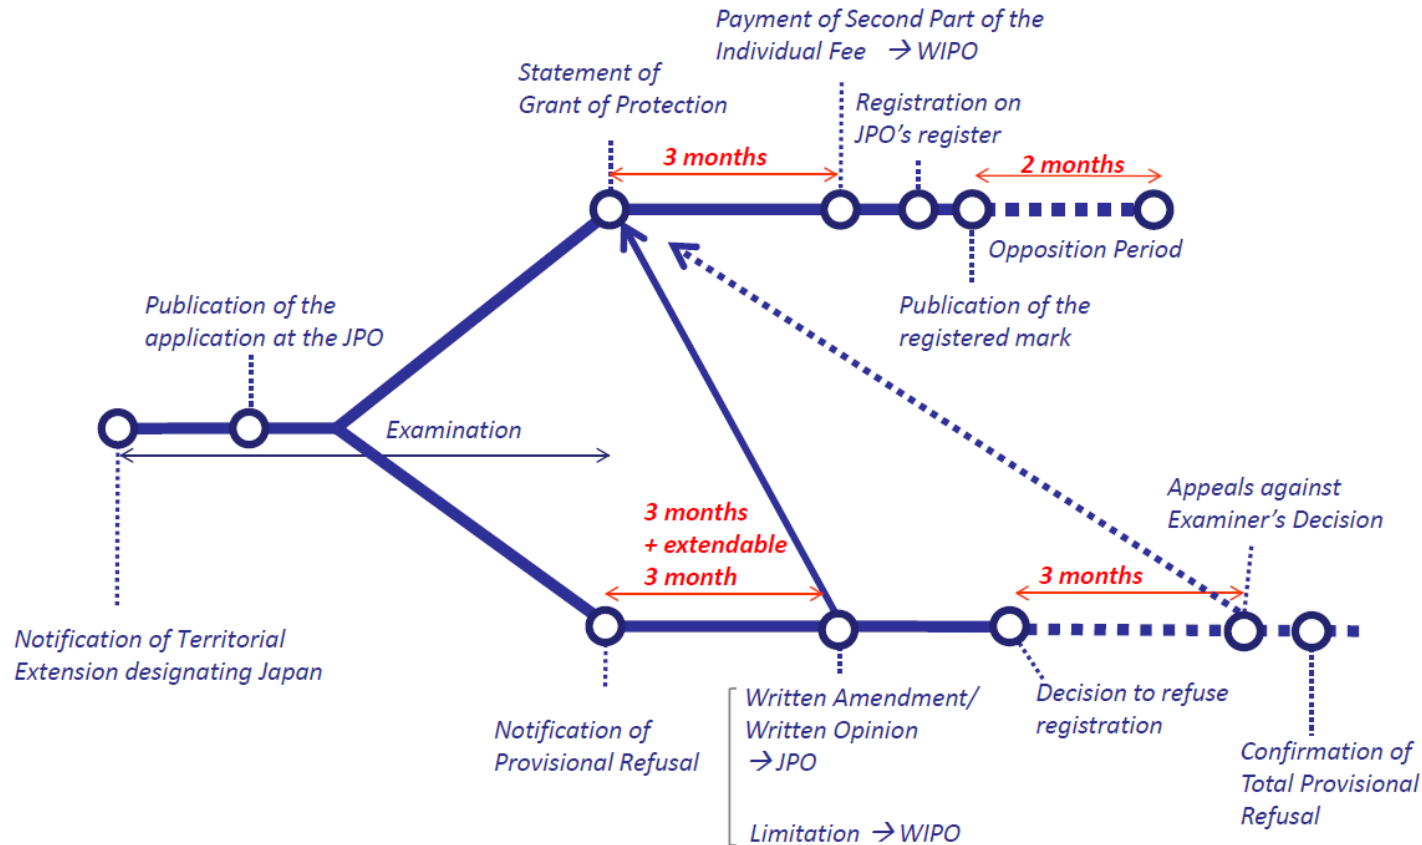 Payment of Second Part of the
Individual Fee → WIPO
Statement of
Grant of Protection
Registration on
JPO's register
3 months
2 months
Opposition Period
Publication of the
application at the JPO
Publication of the
registered mark
Examination
Appeals against
Examiner's Decision
3 months
+ extendable
3 month
3 months
Notification of Territorial
Extension designating Japan
Notification of
Provisional Refusal
Written Amendment/
Written Opinion
→ JPO
Limitation → WIPO
Decision to refuse
registration
Confirmation of
Total Provisional
Refusal